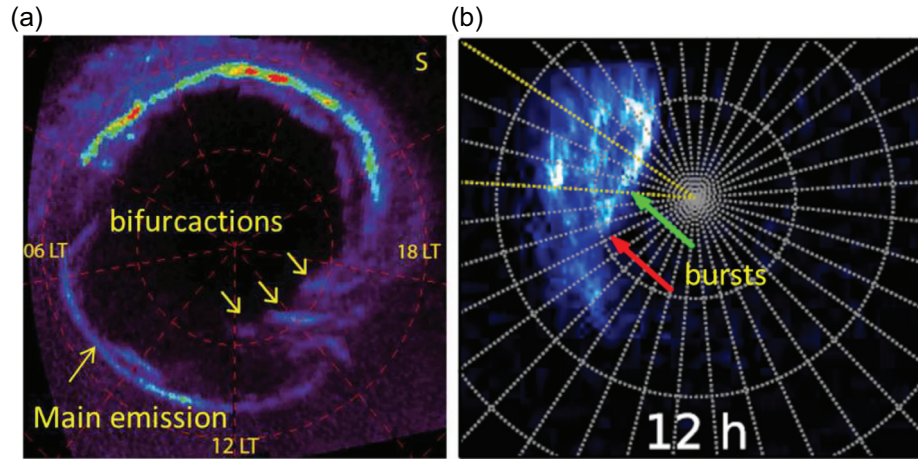 (a)
S
bifurcactions
06 LT
18 LT
Main emission
12 LT
(b)
bursts
12 h